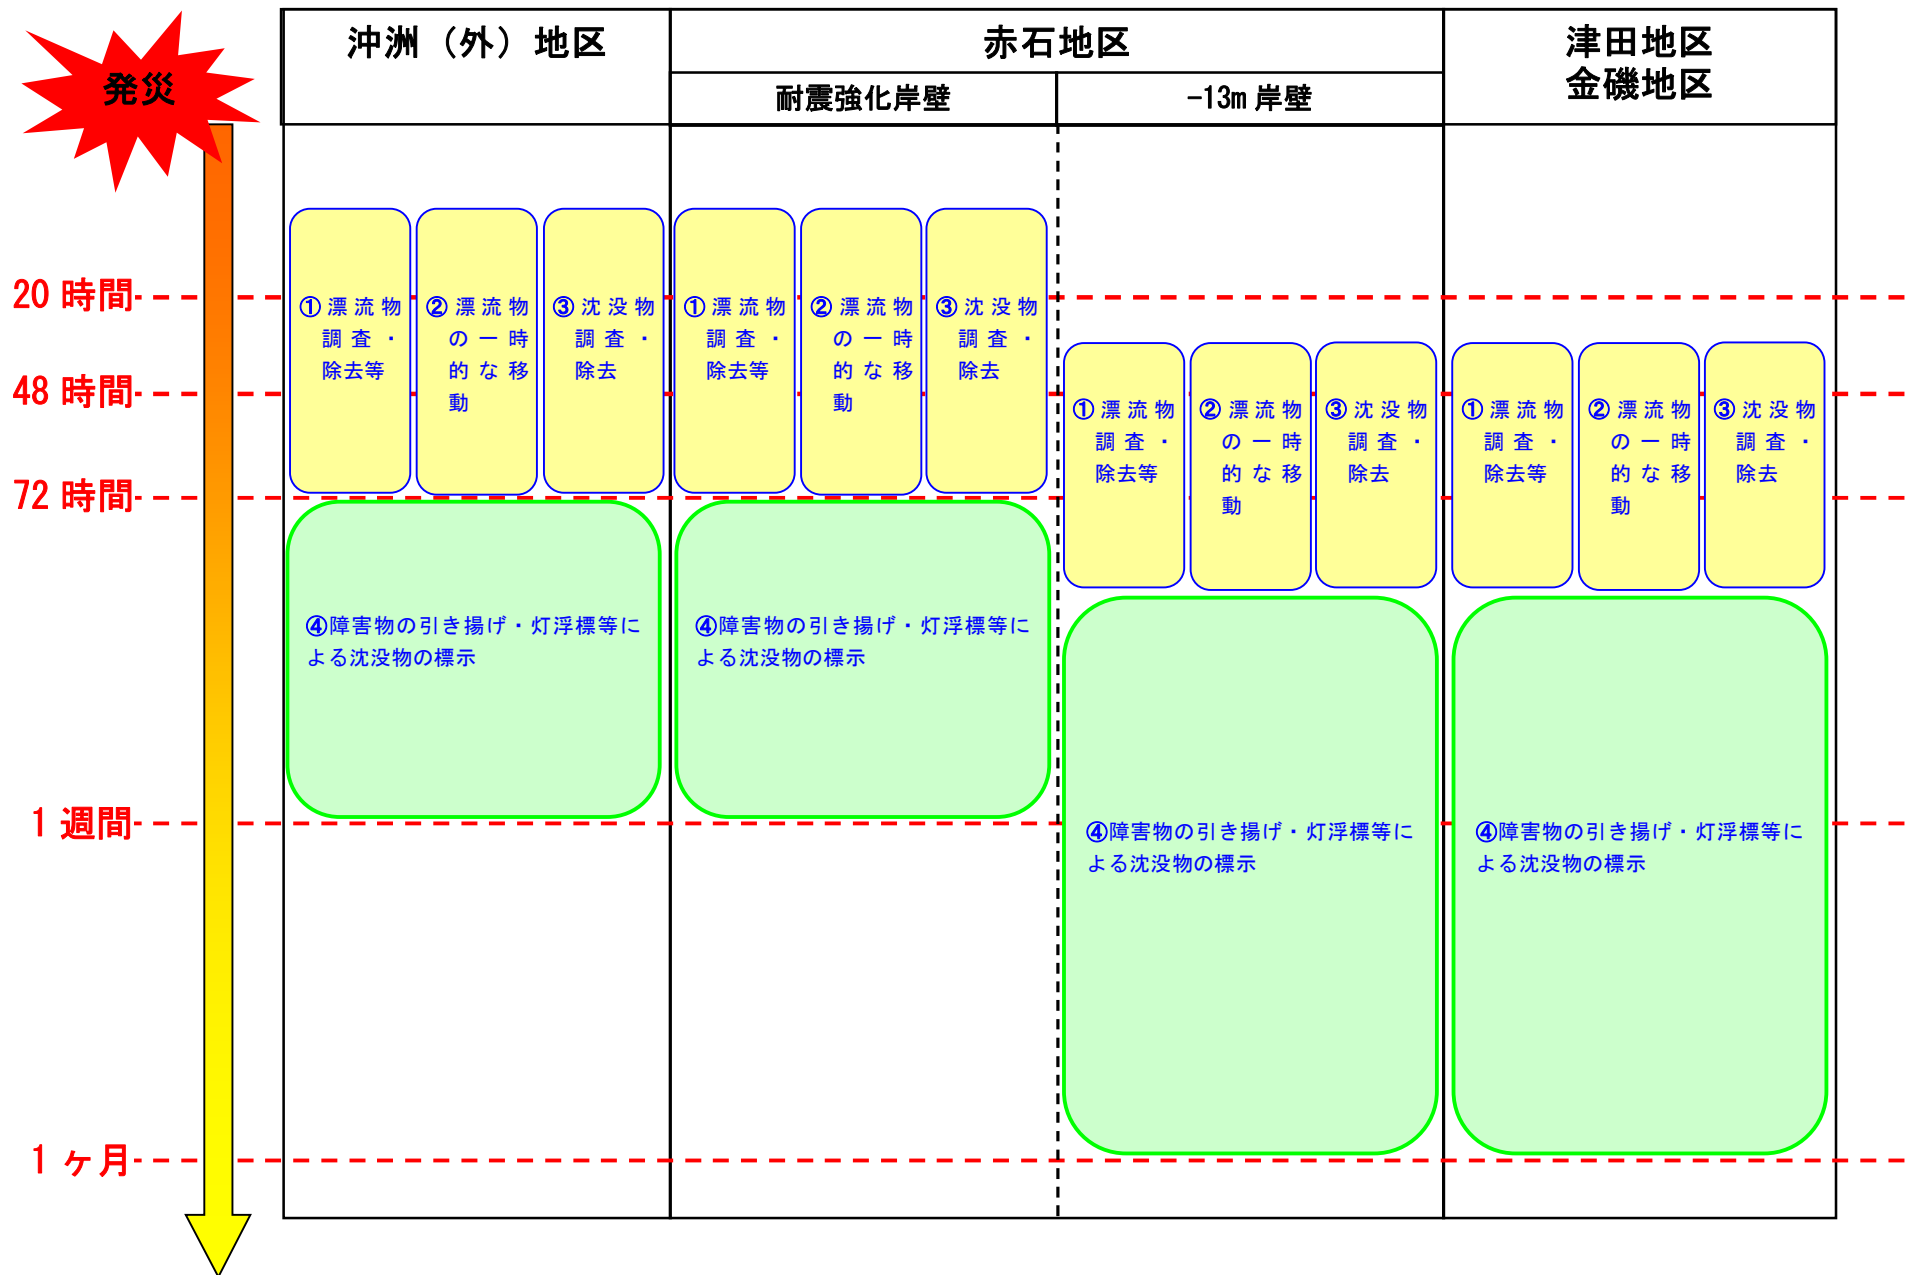 発災
沖洲（外）地区
赤石地区
津田地区
金磯地区
耐震強化岸壁
-13m 岸壁
20 時間
48 時間
72 時間
1 週間
1 ヶ月
①漂流物
調査・
除去等
②漂流物
の一時
的な移
動
③沈没物
調査・
除去
①漂流物
調査・
除去等
②漂流物
の一時
的な移
動
③沈没物
調査・
除去
①漂流物
調査・
除去等
②漂流物
の一時
的な移
動
③沈没物
調査・
除去
①漂流物
調査・
除去等
②漂流物
の一時
的な移
動
③沈没物
調査・
除去
④障害物の引き揚げ・灯浮標等に
よる沈没物の標示
④障害物の引き揚げ・灯浮標等に
よる沈没物の標示
④障害物の引き揚げ・灯浮標等に
よる沈没物の標示
④障害物の引き揚げ・灯浮標等に
よる沈没物の標示